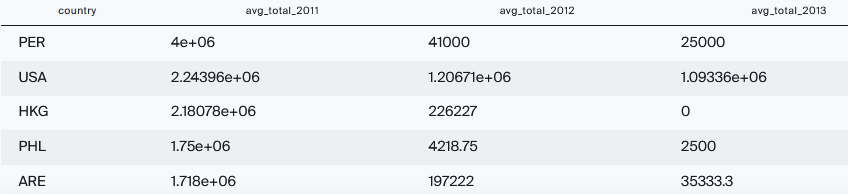 country avg_total_2011 avg_total_2012 avg_total_2013
PER 4e+06 41000 25000
USA 2.24396e+06 1.20671e+06 1.09336e+06
HKG 2.18078e+06 226227 0
PHL 1.75e+06 4218.75 2500
ARE 1.718e+06 197222 35333.3